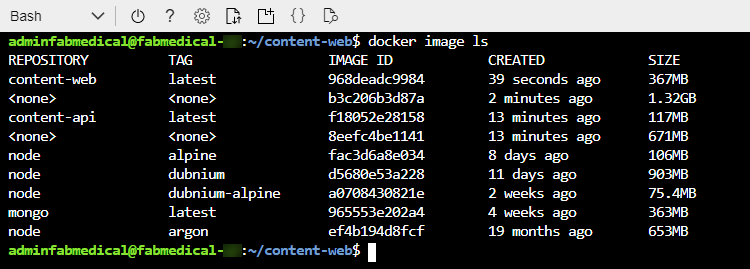 Bash
adminfabmedical@fabmedical-:~/content-web$ docker image ls
REPOSITORY TAG IMAGE ID CREATED SIZE
content-web latest 968deadc9984 39 seconds ago 367MB
<none> <none> b3c206b3d87a 2 minutes ago 1.32GB
content-api latest f18052e28158 13 minutes ago 117MB
<none> <none> 8eefc4be1141 13 minutes ago 671MB
node alpine fac3d6a8e034 8 days ago 106MB
node dubnium d5680e53a228 11 days ago 903MB
node dubnium-alpine a0708430821e 2 weeks ago 75.4MB
mongo latest 965553e202a4 4 weeks ago 363MB
node argon ef4b194d8fcf 19 months ago 653MB
adminfabmedical@fabmedical-:~/content-web$